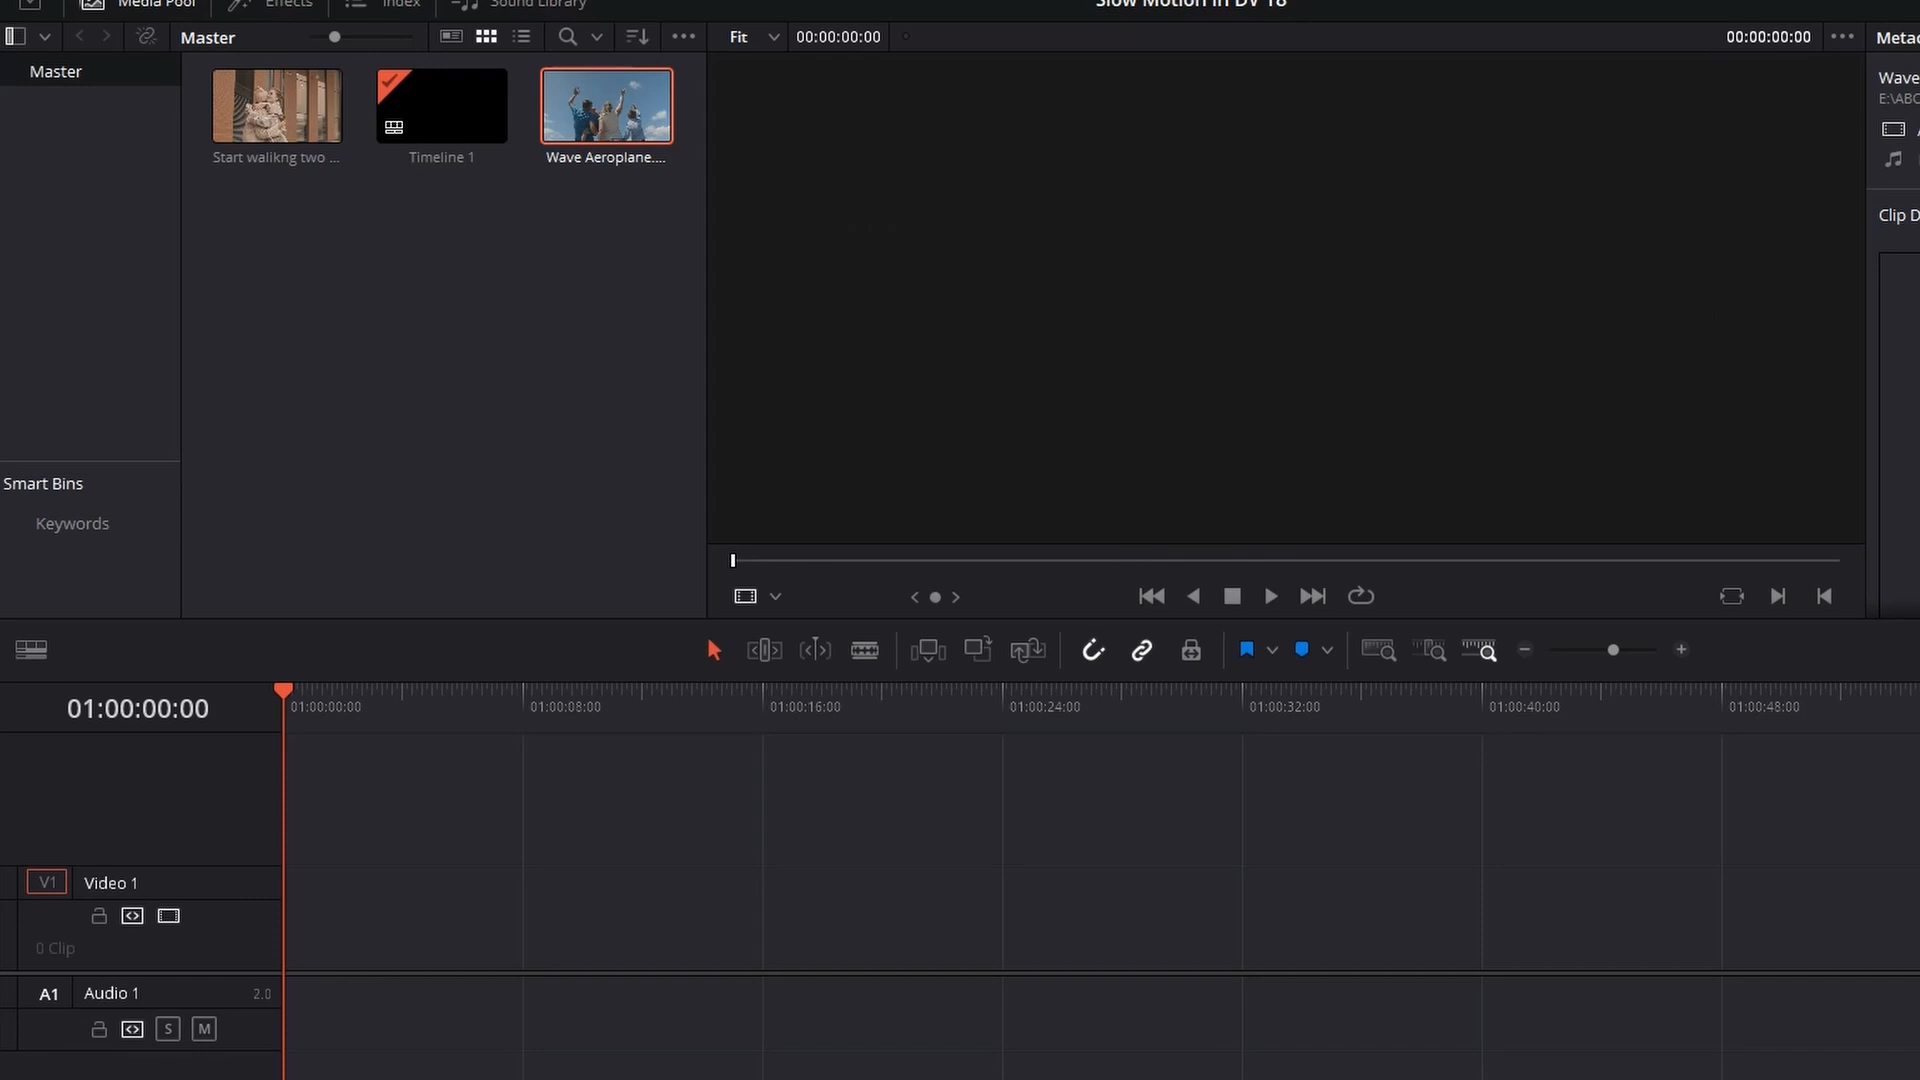 Media Pool
Effects
Index
Sound Library
Slow Motion in DV 18
Master
Fit
00:00:00:00
00:00:00:00
Master
Start walikng two ...
Timeline 1
Wave Aeroplane....
Wave
E:\ABC
Clip D
Smart Bins
Keywords
01:00:00:00
01:00:00:00
01:00:08:00
01:00:16:00
01:00:24:00
01:00:32:00
01:00:40:00
01:00:48:00
V1
Video 1
0 Clip
A1
Audio 1
2.0
S
M